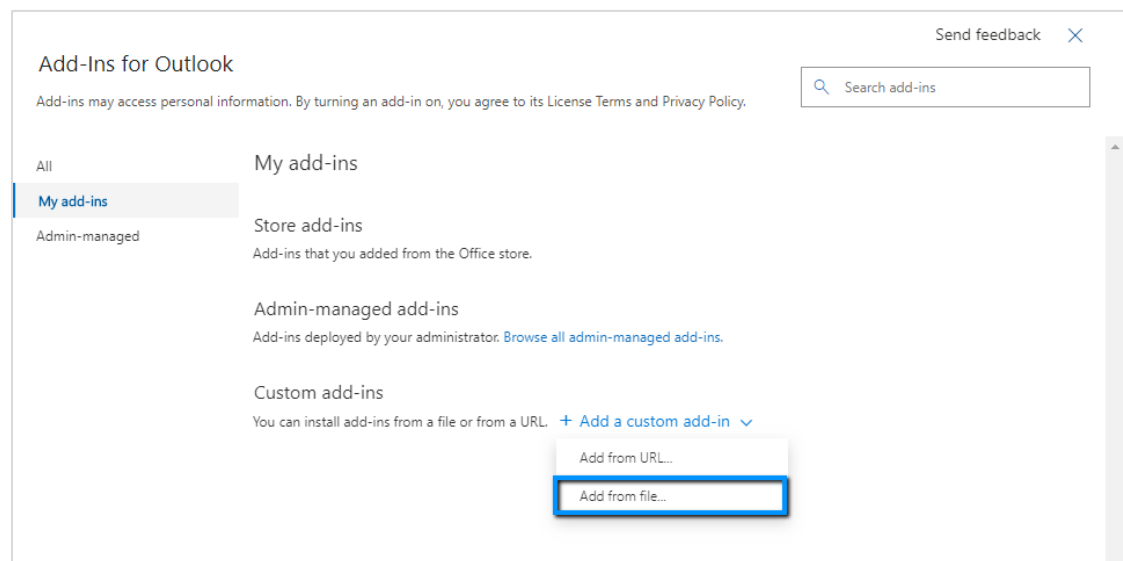 Send feedback
Add-Ins for Outlook
Search add-ins
Add-ins may access personal information. By turning an add-in on, you agree to its License Terms and Privacy Policy.
All
My add-ins
Admin-managed
My add-ins
Store add-ins
Add-ins that you added from the Office store.
Admin-managed add-ins
Add-ins deployed by your administrator. Browse all admin-managed add-ins.
Custom add-ins
You can install add-ins from a file or from a URL. + Add a custom add-in
Add from URL...
Add from file...